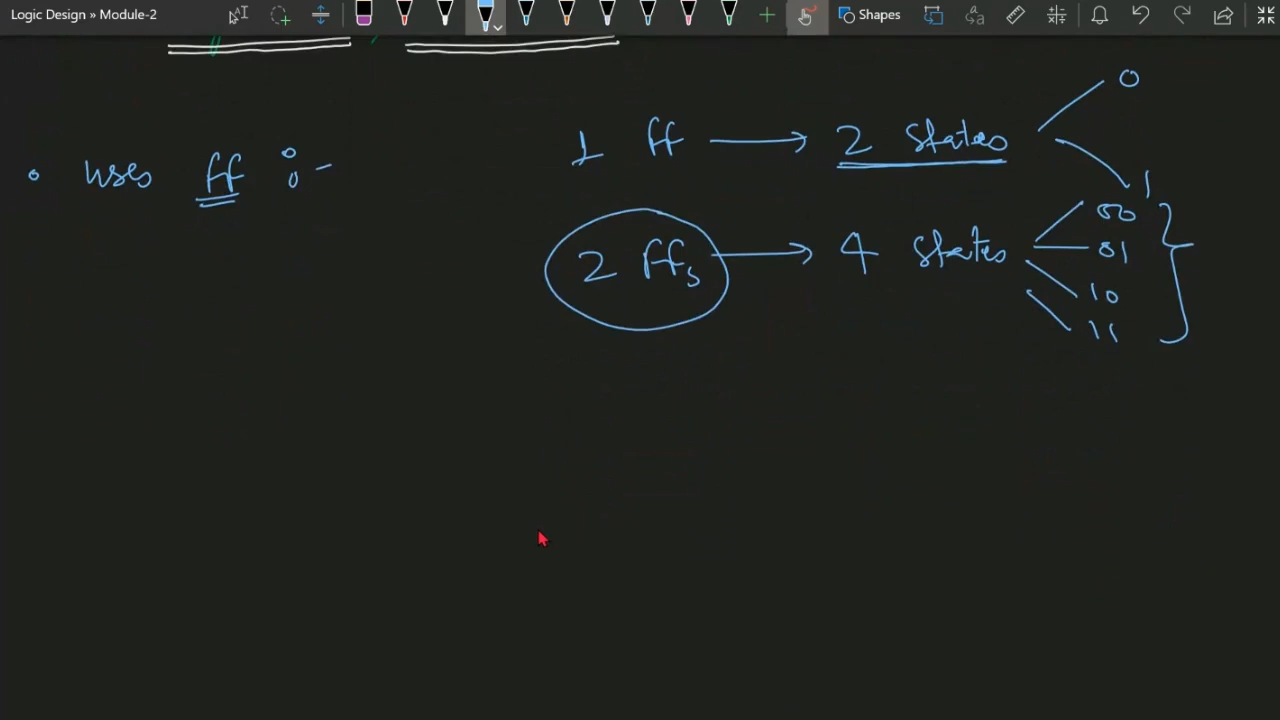 Logic Design » Module-2
Shapes
• uses ff :-
1 ff → 2 states
0
1
2 ffs → 4 states
00
01
10
11